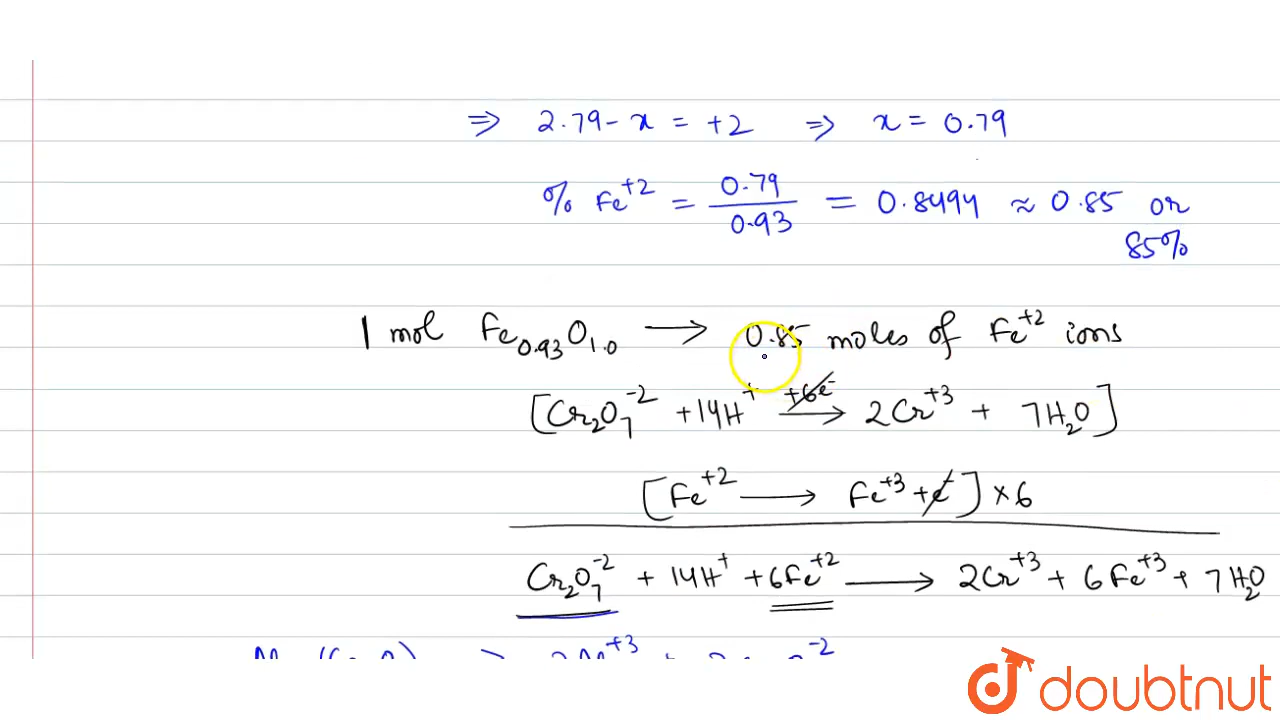 ⇒ 2.79 - x = +2 ⇒ x = 0.79
% Fe⁺² = 0.79/0.93 = 0.8494 ≈ 0.85 or
85%
1 mol Fe₀.₉₃O₁.₀ → 0.85 moles of Fe⁺² ions
[Cr₂O₇⁻² + 14H⁺ +6e⁻→ 2Cr⁺³ + 7H₂O]
[Fe⁺² → Fe⁺³ + e⁻] × 6
Cr₂O₇⁻² + 14H⁺ + 6Fe⁺² → 2Cr⁺³ + 6Fe⁺³ + 7H₂O
doubtnut